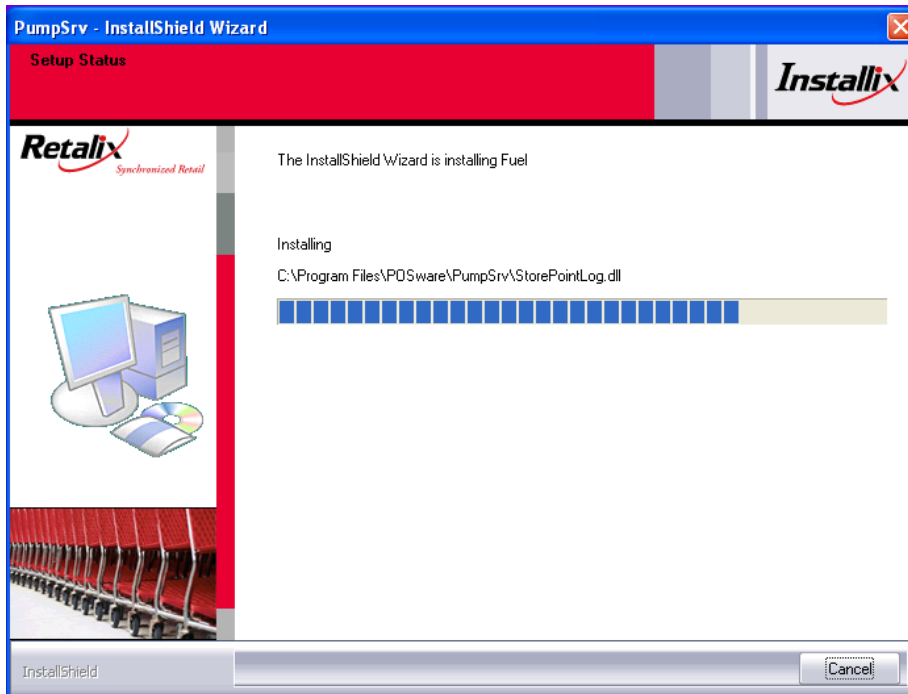 PumpSrv - InstallShield Wizard
Setup Status
Installix
Retalix
Synchronized Retail
The InstallShield Wizard is installing Fuel
Installing
C:\Program Files\POSware\PumpSrv\StorePointLog.dll
InstallShield
Cancel